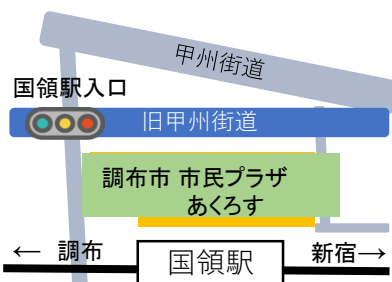 甲州街道
国領駅入口
旧甲州街道
調布市 市民プラザ
あくろす
← 調布
国領駅
新宿→